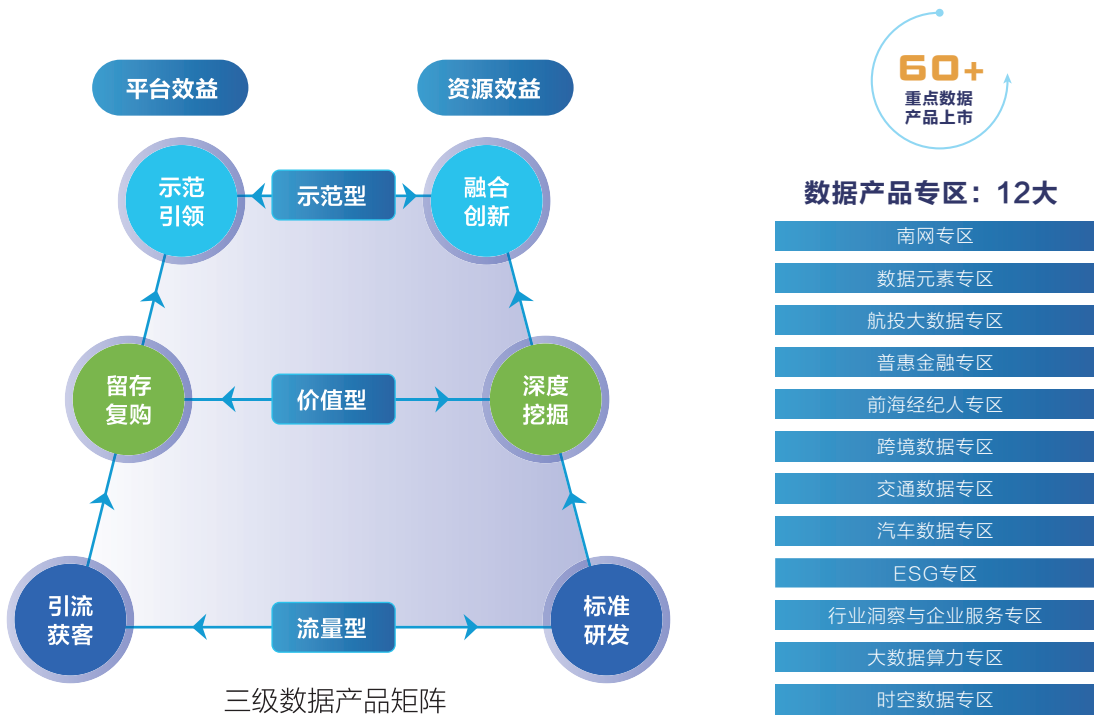 平台效益
资源效益
示范
引领
示范型
融合
创新
留存
复购
价值型
深度
挖掘
引流
获客
流量型
标准
研发
三级数据产品矩阵
60+
重点数据
产品上市
数据产品专区：12大
南网专区
数据元素专区
航投大数据专区
普惠金融专区
前海经纪人专区
跨境数据专区
交通数据专区
汽车数据专区
ESG专区
行业洞察与企业服务专区
大数据算力专区
时空数据专区